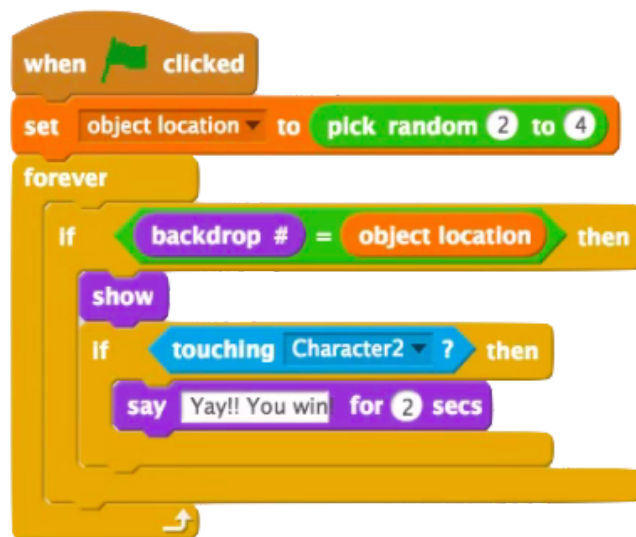 when clicked
set object location to pick random 2 to 4
forever
if backdrop # = object location then
show
if touching Character2 ? then
say Yay!! You win! for 2 secs